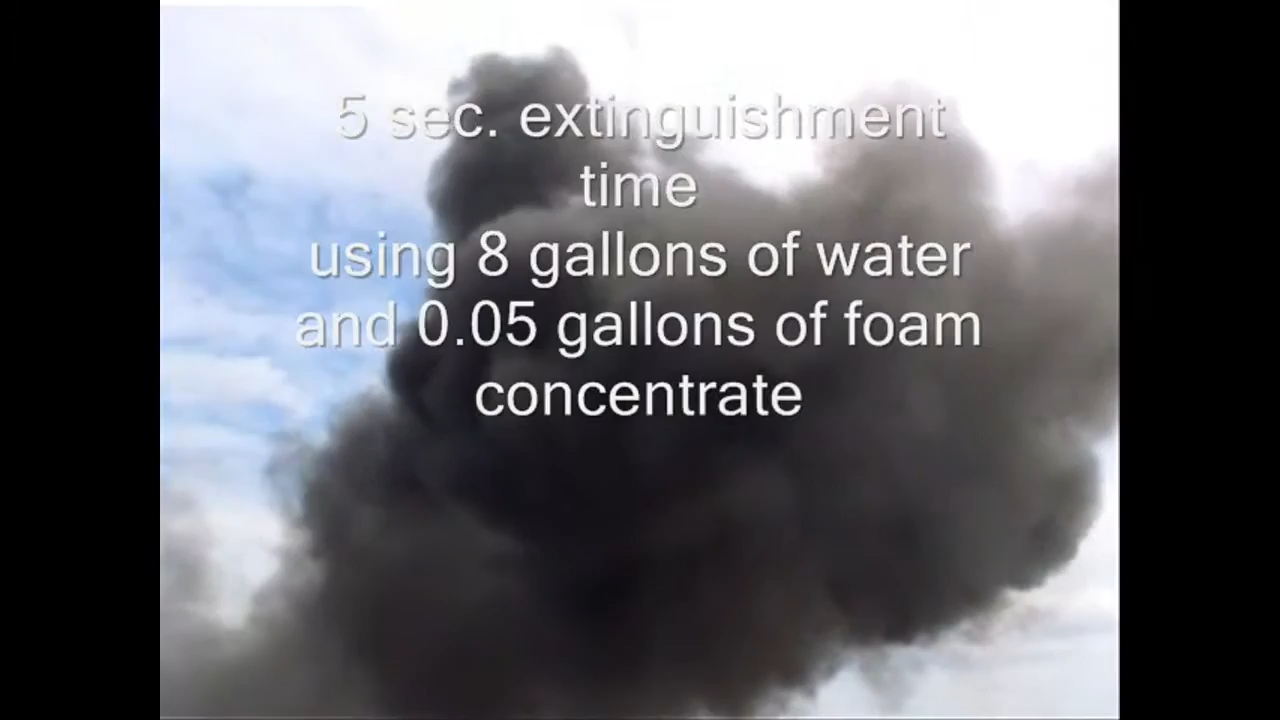 5 sec. extinguishment
time
using 8 gallons of water
and 0.05 gallons of foam
concentrate